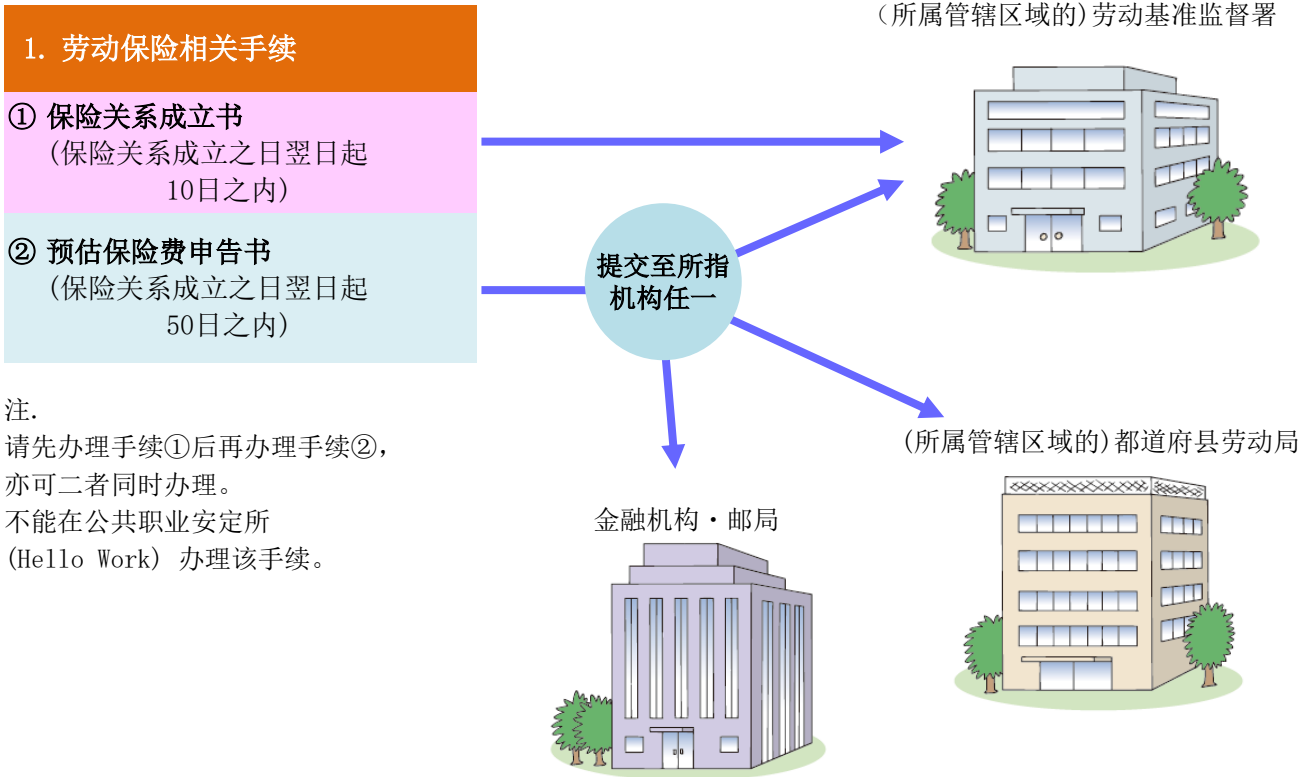 (所属管辖区域的)劳动基准监督署
1. 劳动保险相关手续
① 保险关系成立书
(保险关系成立之日翌日起
10日之内)
② 预估保险费申告书
(保险关系成立之日翌日起
50日之内)
提交至所指
机构任一
注.
请先办理手续①后再办理手续②,
亦可二者同时办理。
不能在公共职业安定所
(Hello Work) 办理该手续。
(所属管辖区域的)都道府县劳动局
金融机构・邮局